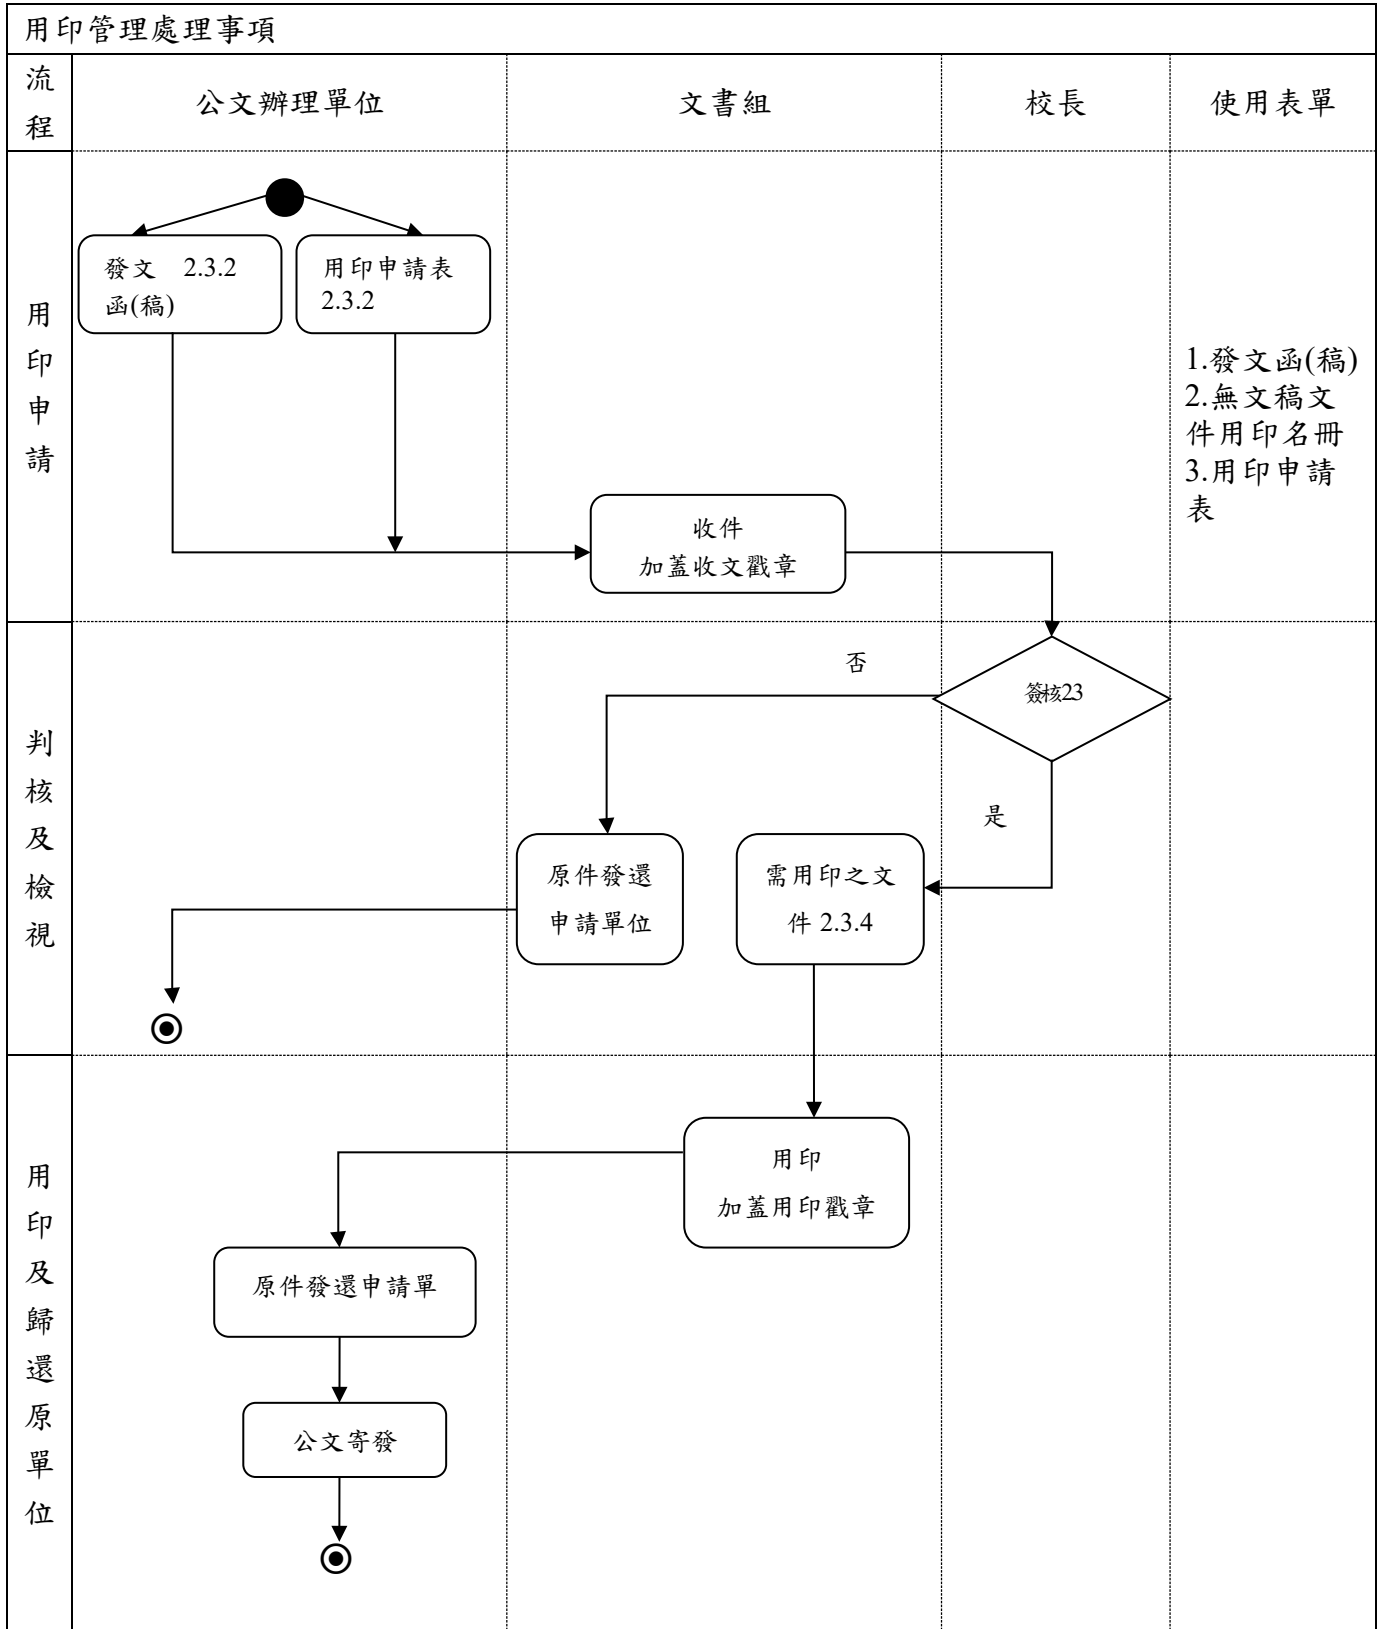 用印管理處理事項
流程
公文辦理單位
文書組
校長
使用表單
用印申請
發文 2.3.2
函(稿)
用印申請表
2.3.2
收件
加蓋收文戳章
1.發文函(稿)
2.無文稿文
件用印名冊
3.用印申請
表
判核及檢視
簽核23
否
是
原件發還
申請單位
需用印之文
件 2.3.4
用印及歸還原單位
用印
加蓋用印戳章
原件發還申請單
公文寄發